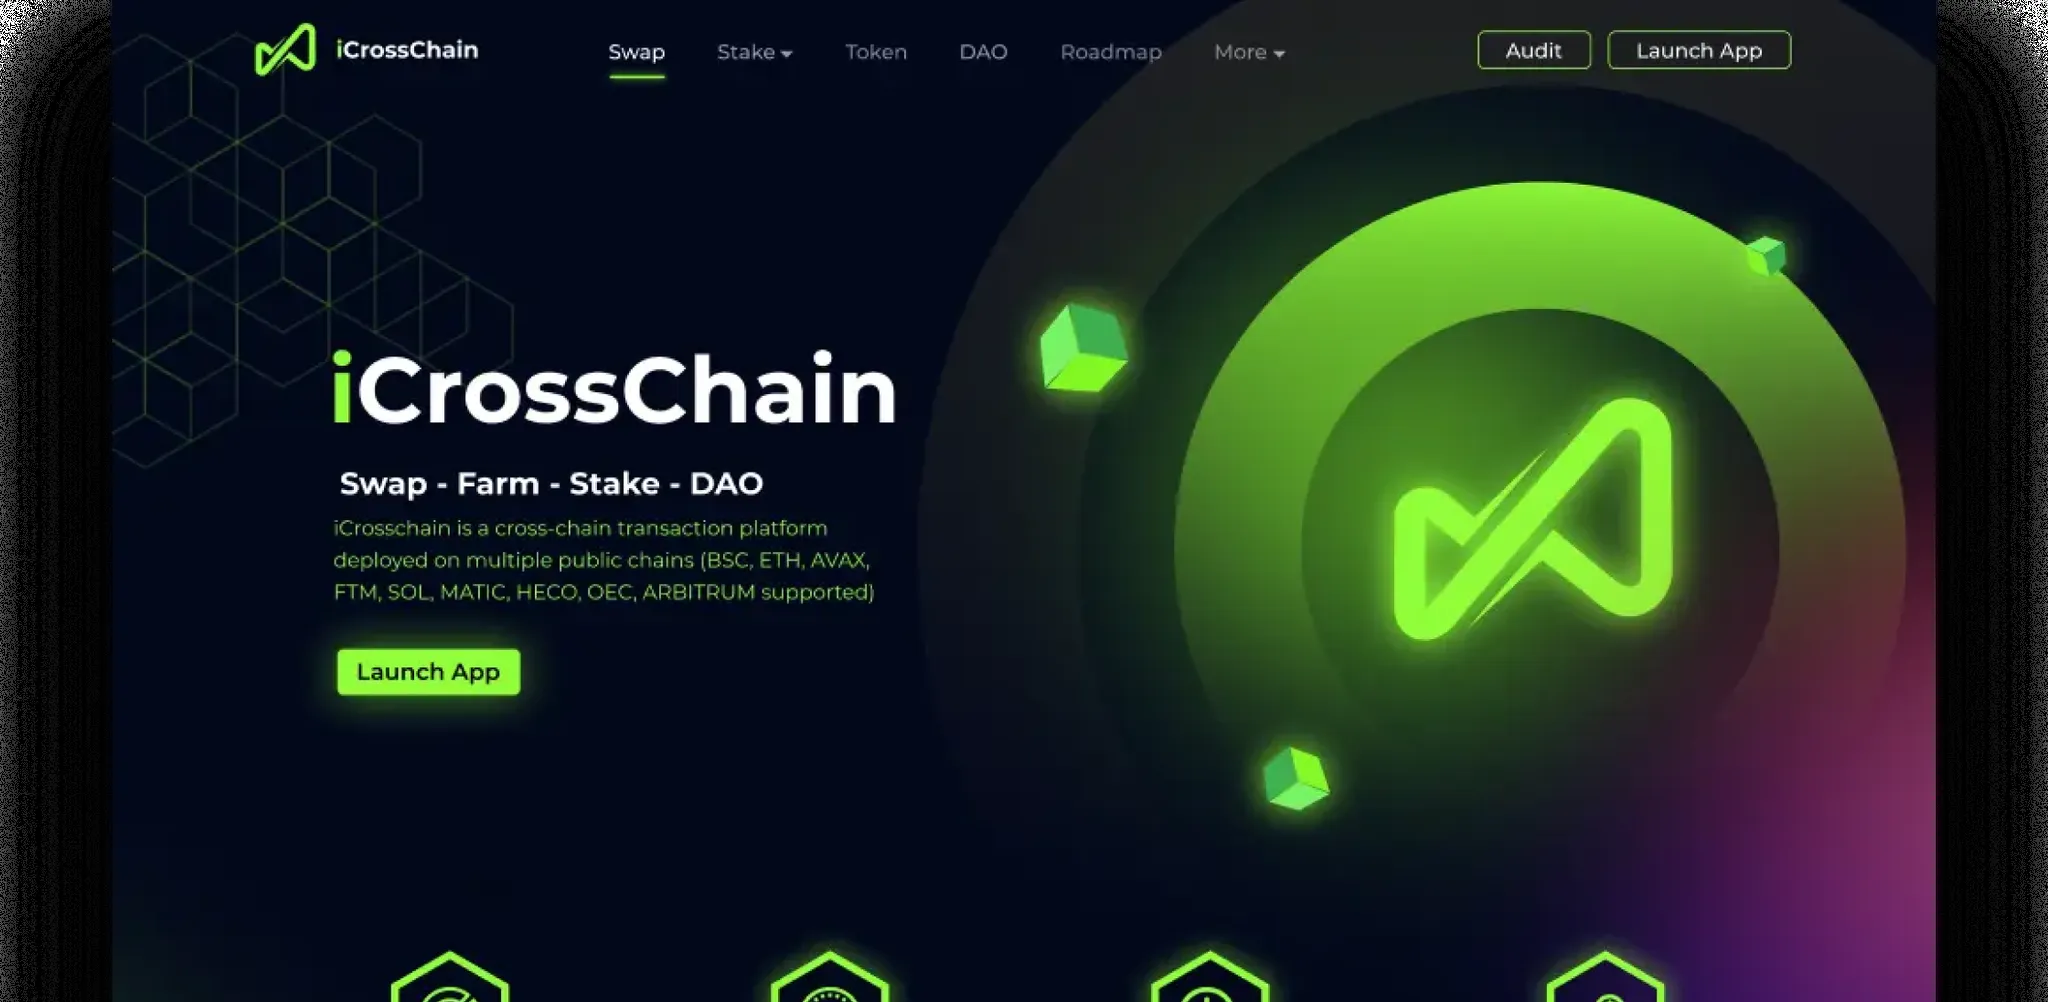 iCrossChain
Swap
Stake
Token
DAO
Roadmap
More
Audit
Launch App
iCrossChain
Swap - Farm - Stake - DAO
iCrosschain is a cross-chain transaction platform
deployed on multiple public chains (BSC, ETH, AVAX,
FTM, SOL, MATIC, HECO, OEC, ARBITRUM supported)
Launch App